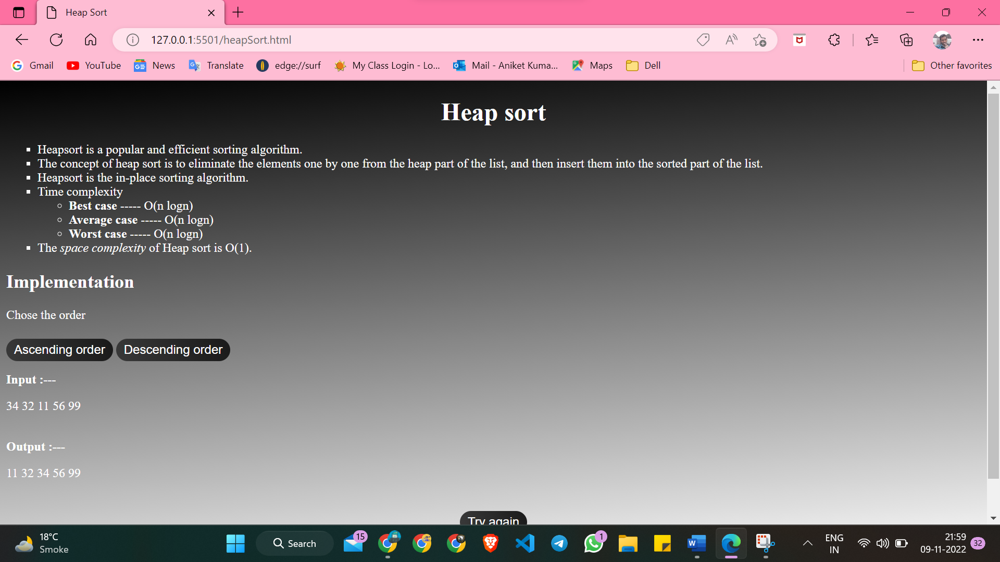 Heap Sort
127.0.0.1:5501/heapSort.html
Gmail YouTube News Translate edge://surf My Class Login - Lo... Mail - Aniket Kuma... Maps Dell Other favorites
Heap sort
Heapsort is a popular and efficient sorting algorithm.
The concept of heap sort is to eliminate the elements one by one from the heap part of the list, and then insert them into the sorted part of the list.
Heapsort is the in-place sorting algorithm.
Time complexity
Best case ----- O(n logn)
Average case ----- O(n logn)
Worst case ----- O(n logn)
The space complexity of Heap sort is O(1).
Implementation
Chose the order
Ascending order Descending order
Input :---
34 32 11 56 99
Output :---
11 32 34 56 99
Try again
18°C
Smoke
Search
15
1
ENG
IN
21:59
09-11-2022
32